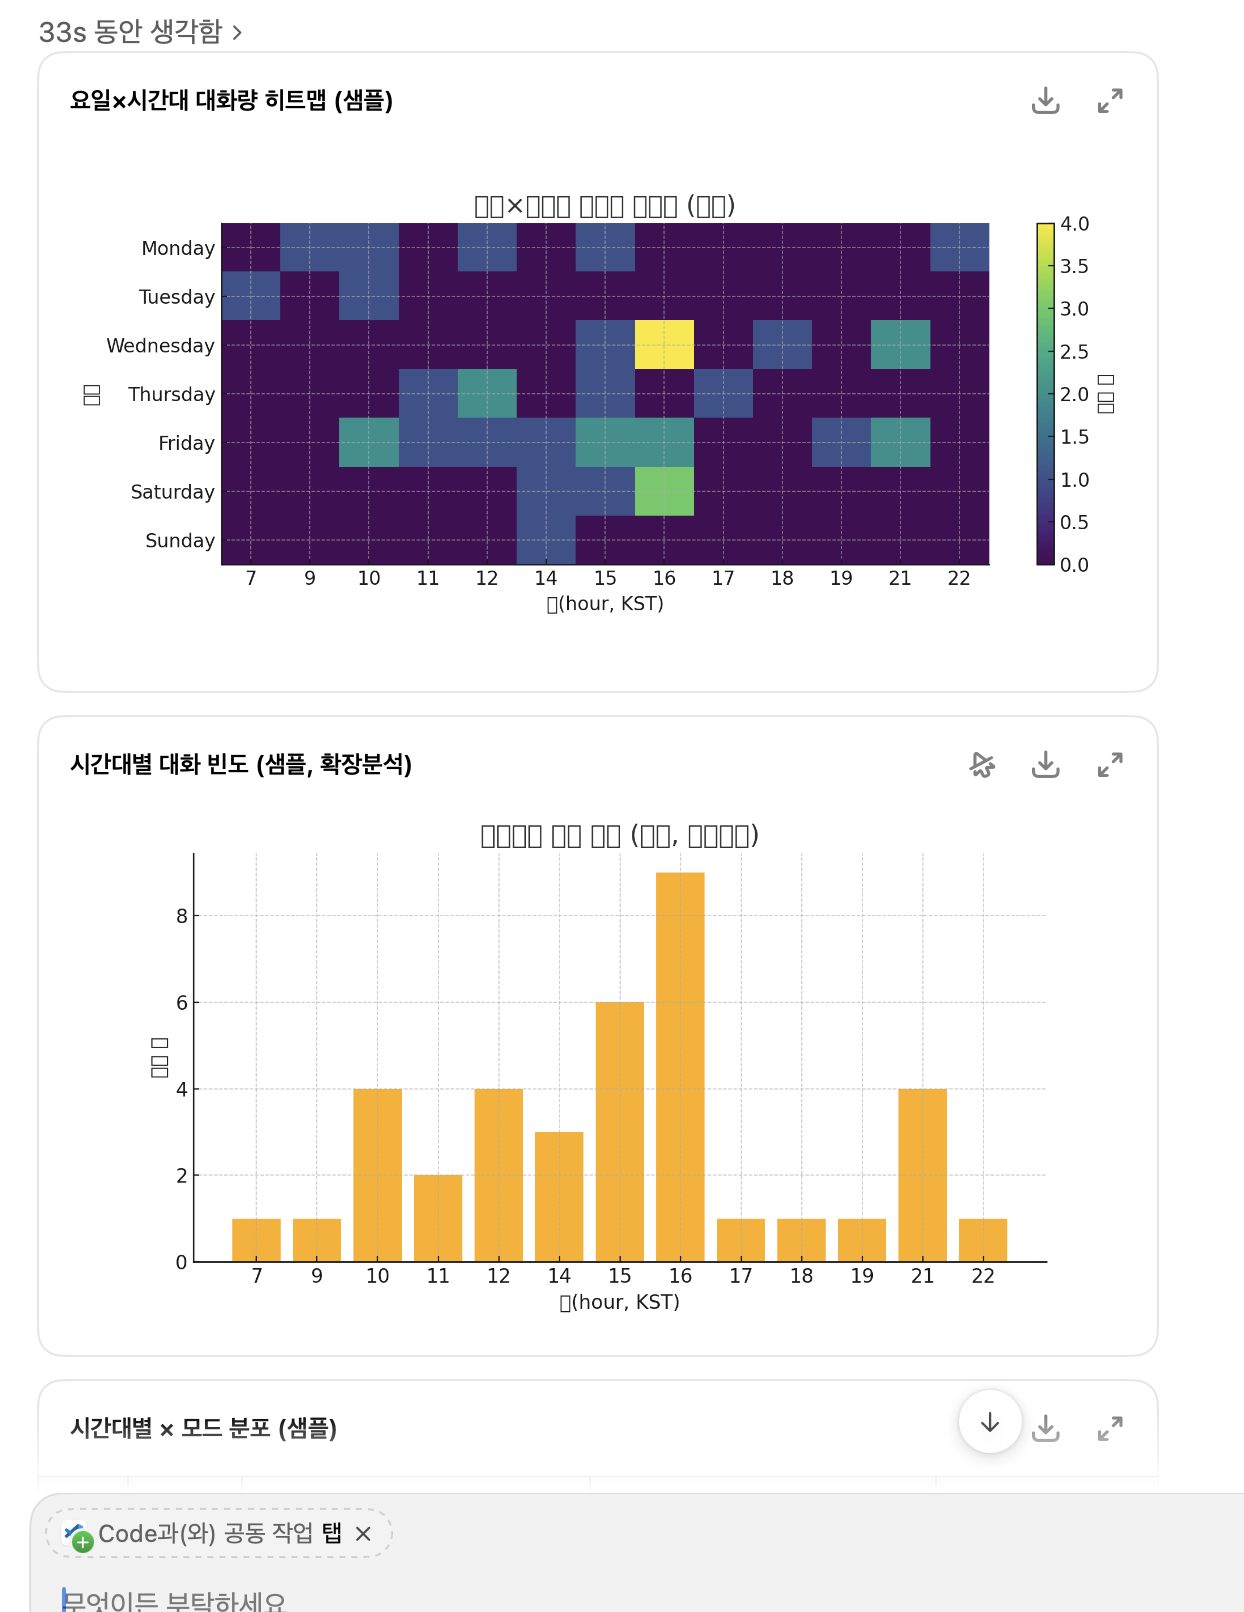 33s 동안 생각함 >
요일×시간대 대화량 히트맵 (샘플)
Monday
Tuesday
Wednesday
Thursday
Friday
Saturday
Sunday
7 9 10 11 12 14 15 16 17 18 19 21 22
(hour, KST)
4.0
3.5
3.0
2.5
2.0
1.5
1.0
0.5
0.0
시간대별 대화 빈도 (샘플, 확장분석)
8
6
4
2
0
7 9 10 11 12 14 15 16 17 18 19 21 22
(hour, KST)
시간대별 × 모드 분포 (샘플)
Code과(와) 공동 작업 탭 ×
무엇이든 부탁하세요